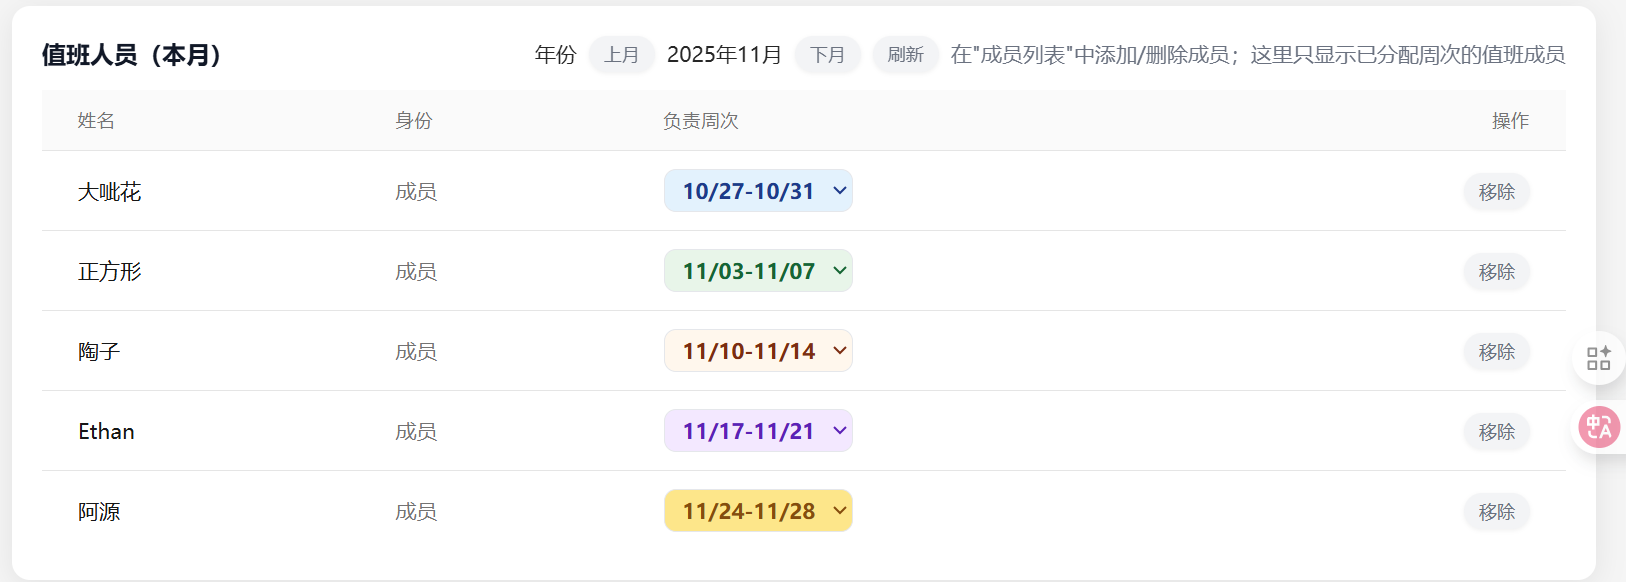 值班人员（本月） 年份 上月 2025年11月 下月 刷新 在"成员列表"中添加/删除成员；这里只显示已分配周次的值班成员
姓名 身份 负责周次 操作
大呲花 成员 10/27-10/31 移除
正方形 成员 11/03-11/07 移除
陶子 成员 11/10-11/14 移除
Ethan 成员 11/17-11/21 移除
阿源 成员 11/24-11/28 移除
中A